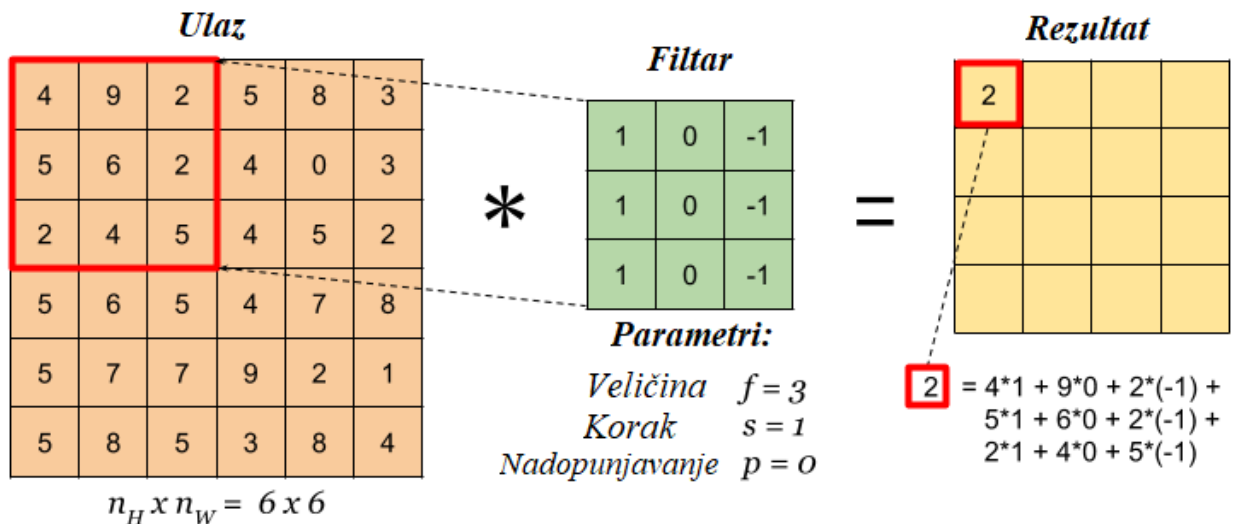 Ulaz
4 9 2 5 8 3
5 6 2 4 0 3
2 4 5 4 5 2
5 6 5 4 7 8
5 7 7 9 2 1
5 8 5 3 8 4
n_H x n_W = 6 x 6
*
Filtar
1 0 -1
1 0 -1
1 0 -1
Parametri:
Veličina f = 3
Korak s = 1
Nadopunjavanje p = 0
=
Rezultat
2
2 = 4*1 + 9*0 + 2*(-1) +
5*1 + 6*0 + 2*(-1) +
2*1 + 4*0 + 5*(-1)